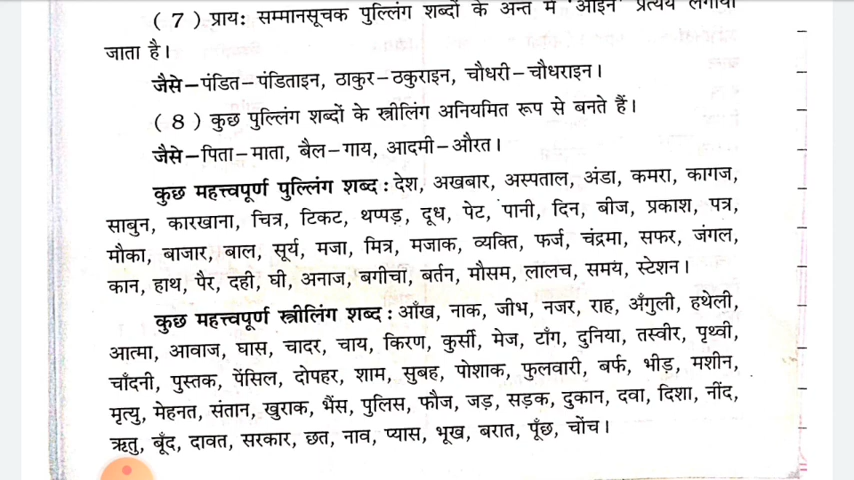 (7) प्राय: सम्मानसूचक पुल्लिंग शब्दों के अन्त में 'आइन' प्रत्यय लगाया
जाता है।
जैसे–पंडित–पंडिताइन, ठाकुर–ठकुराइन, चौधरी–चौधराइन।
(8) कुछ पुल्लिंग शब्दों के स्त्रीलिंग अनियमित रूप से बनते हैं।
जैसे–पिता–माता, बैल–गाय, आदमी–औरत।
कुछ महत्त्वपूर्ण पुल्लिंग शब्द : देश, अखबार, अस्पताल, अंडा, कमरा, कागज,
साबुन, कारखाना, चित्र, टिकट, थप्पड़, दूध, पेट, पानी, दिन, बीज, प्रकाश, पत्र,
मौका, बाजार, बाल, सूर्य, मजा, मित्र, मजाक, व्यक्ति, फर्ज, चंद्रमा, सफर, जंगल,
कान, हाथ, पैर, दही, घी, अनाज, बगीचा, बर्तन, मौसम, लालच, समय, स्टेशन।
कुछ महत्त्वपूर्ण स्त्रीलिंग शब्द : आँख, नाक, जीभ, नजर, राह, अँगुली, हथेली,
आत्मा, आवाज, घास, चादर, चाय, किरण, कुर्सी, मेज, टाँग, दुनिया, तस्वीर, पृथ्वी,
चाँदनी, पुस्तक, पेंसिल, दोपहर, शाम, सुबह, पोशाक, फुलवारी, बर्फ, भीड़, मशीन,
मृत्यु, मेहनत, संतान, खुराक, भैंस, पुलिस, फौज, जड़, सड़क, दुकान, दवा, दिशा, नींद,
ऋतु, बूँद, दावत, सरकार, छत, नाव, प्यास, भूख, बरात, पूँछ, चोंच।